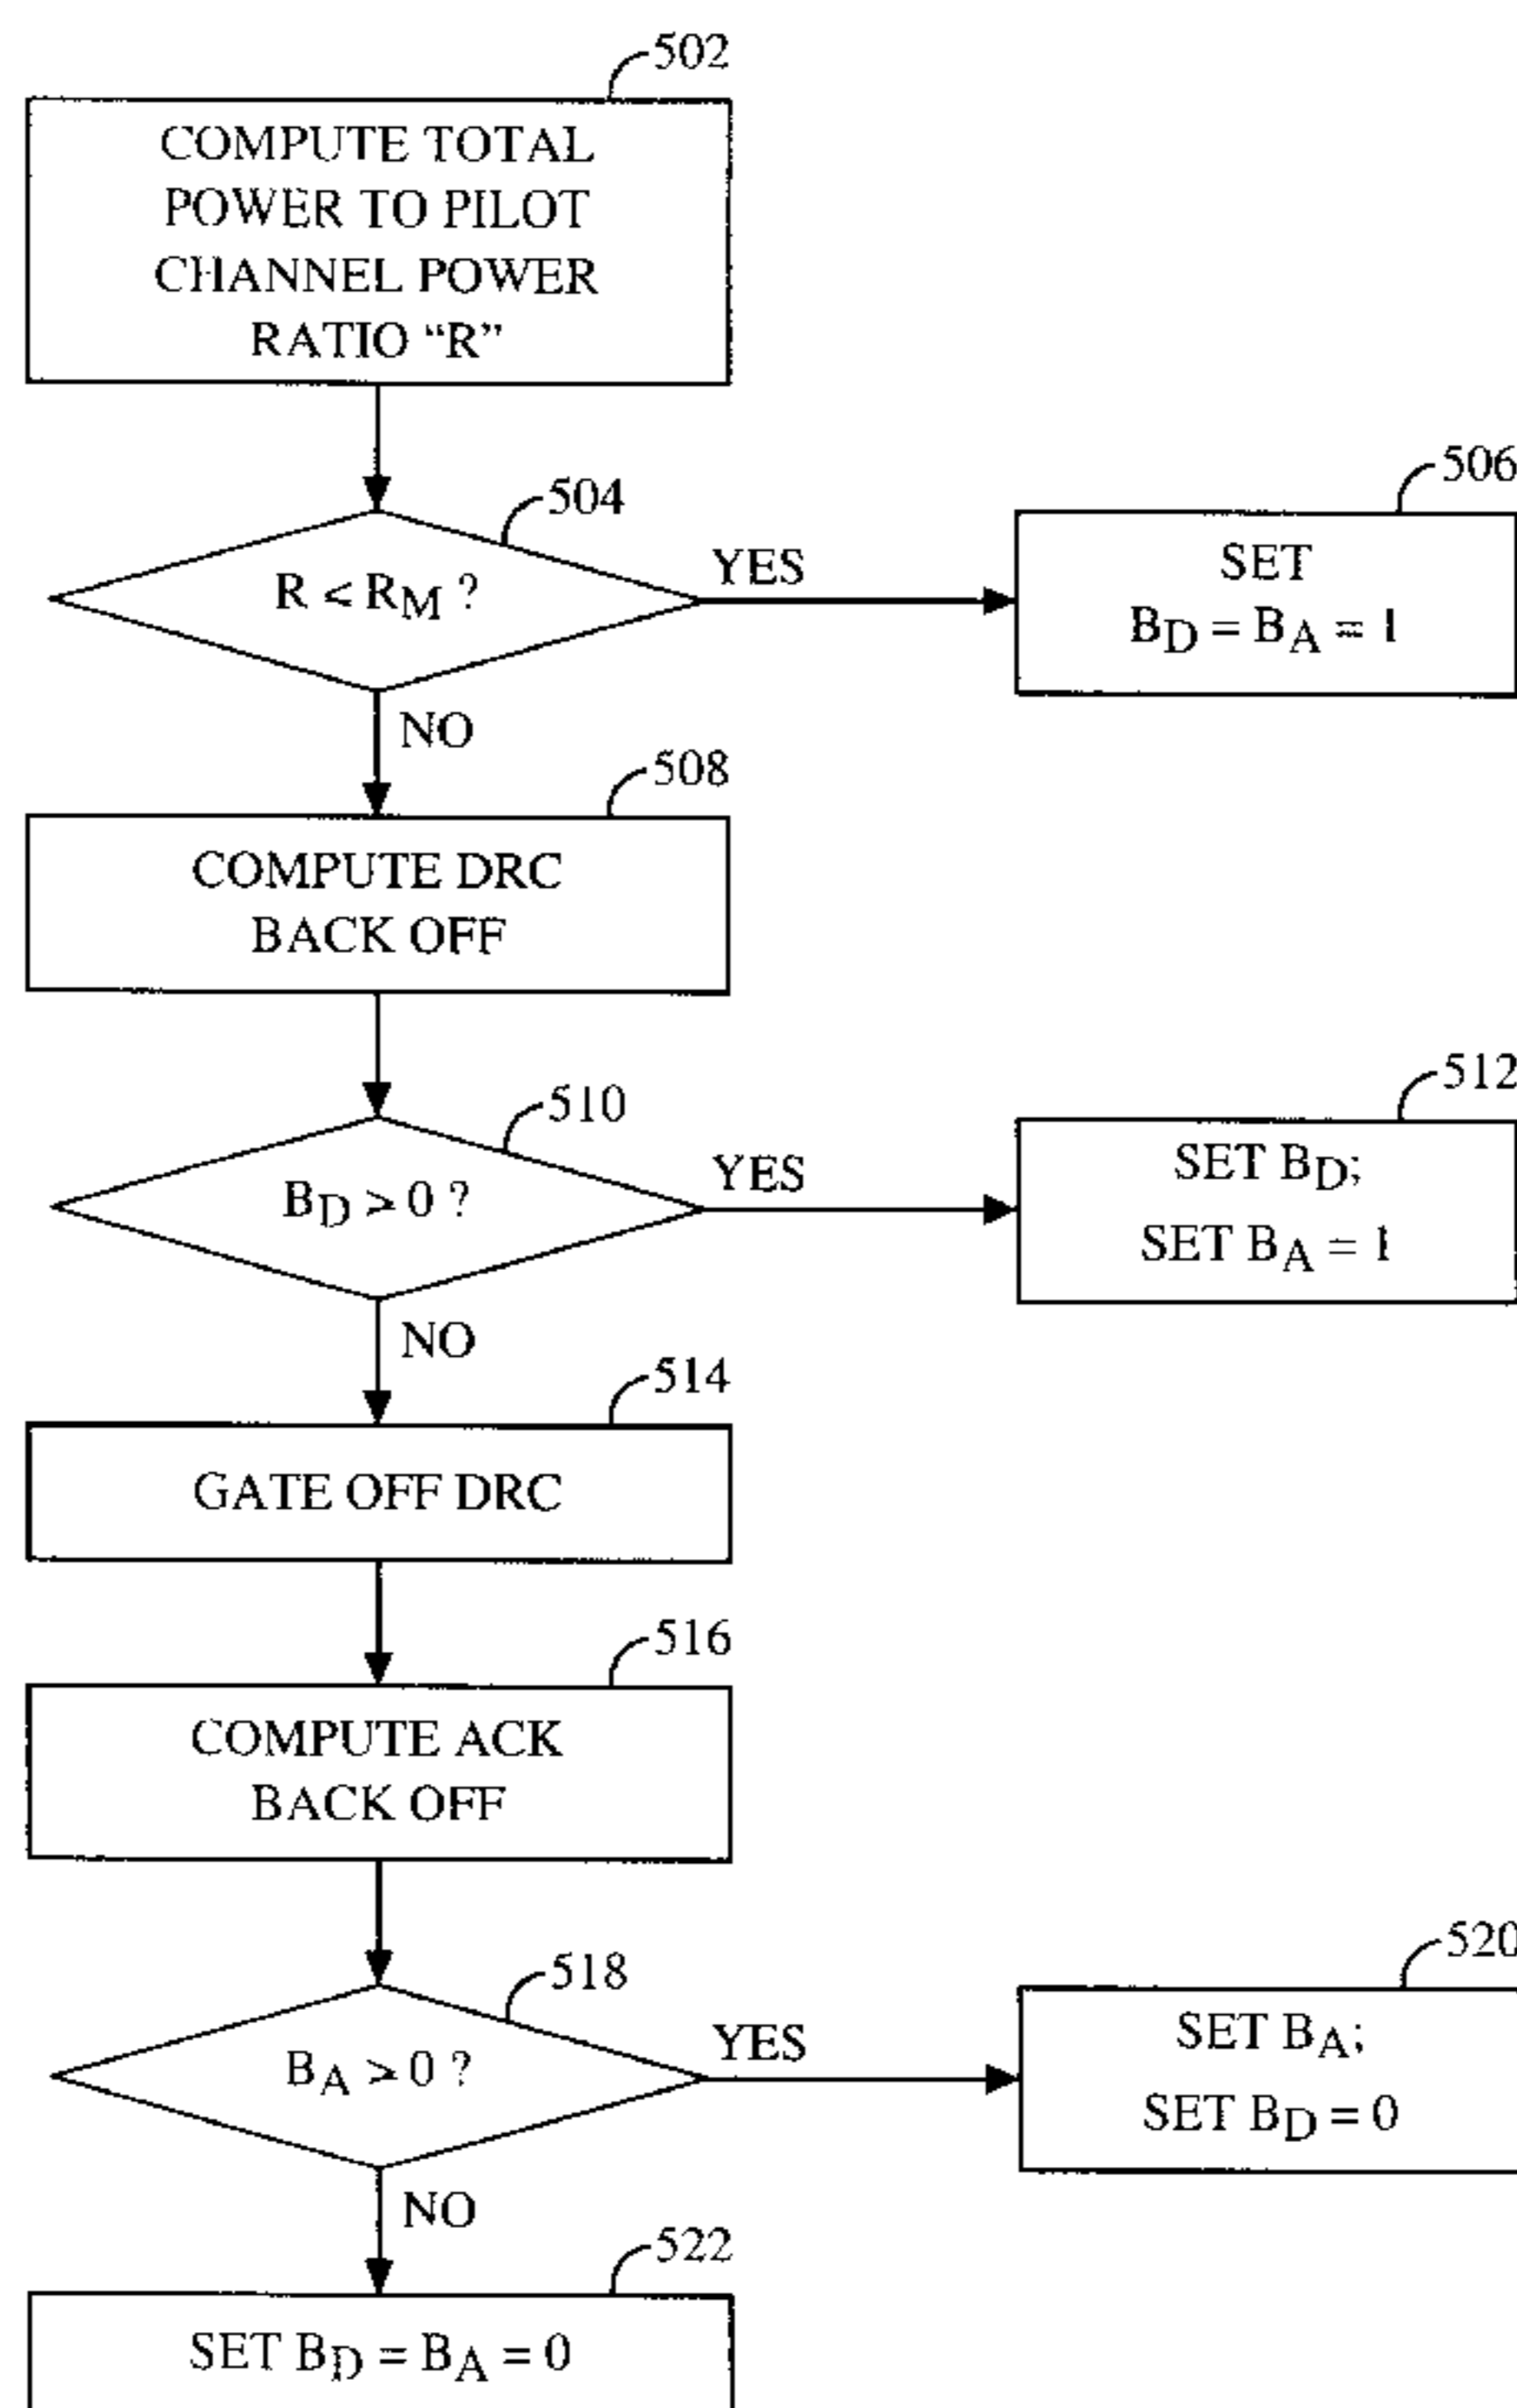 502
COMPUTE TOTAL
POWER TO PILOT
CHANNEL POWER
RATIO “R”
504
R < RM ?
YES
506
SET
BD = BA = 1
NO
508
COMPUTE DRC
BACK OFF
510
BD > 0 ?
YES
512
SET BD;
SET BA = 1
NO
514
GATE OFF DRC
516
COMPUTE ACK
BACK OFF
518
BA > 0 ?
YES
520
SET BA;
SET BD = 0
NO
522
SET BD = BA = 0